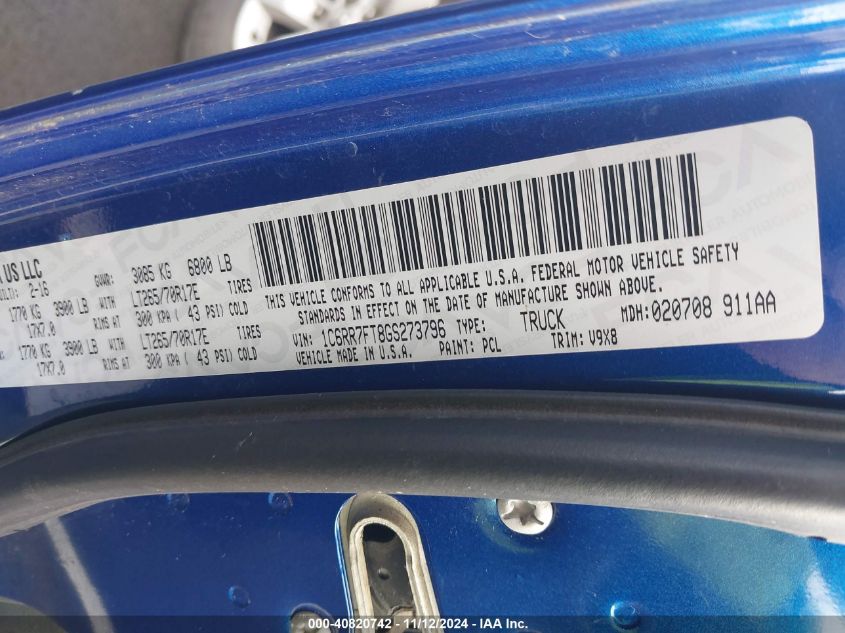 A US LLC
2-16 GVWR: 3085 KG 6800 LB
1770 KG 3900 LB WITH LT265/70R17E TIRES
17X7.0 RIMS AT 300 KPA ( 43 PSI) COLD
1770 KG 3900 LB WITH LT265/70R17E TIRES
17X7.0 RIMS AT 300 KPA ( 43 PSI) COLD
THIS VEHICLE CONFORMS TO ALL APPLICABLE U.S.A. FEDERAL MOTOR VEHICLE SAFETY
STANDARDS IN EFFECT ON THE DATE OF MANUFACTURE SHOWN ABOVE.
VIN: 1C6RR7FT8GS273796 TYPE: TRUCK MDH:020708 911AA
VEHICLE MADE IN U.S.A. PAINT: PCL TRIM: V9X8
000-40820742 - 11/12/2024 - IAA Inc.